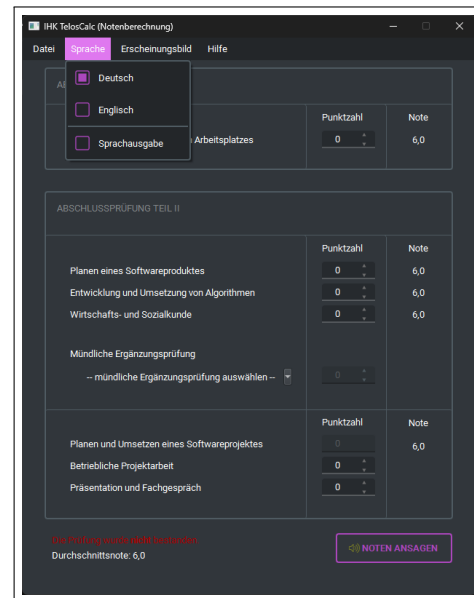 IHK TelosCalc (Notenberechnung)
Datei Sprache Erscheinungsbild Hilfe
Deutsch
Englisch
Sprachausgabe
Punktzahl Note
Arbeitsplatzes 0 6,0
ABSCHLUSSPRÜFUNG TEIL II
Punktzahl Note
Planen eines Softwareproduktes 0 6,0
Entwicklung und Umsetzung von Algorithmen 0 6,0
Wirtschafts- und Sozialkunde 0 6,0
Mündliche Ergänzungsprüfung
-- mündliche Ergänzungsprüfung auswählen -- 0
Punktzahl Note
Planen und Umsetzen eines Softwareprojektes 0 6,0
Betriebliche Projektarbeit 0
Präsentation und Fachgespräch 0
Durchschnittsnote: 6,0
NOTEN ANSAGEN